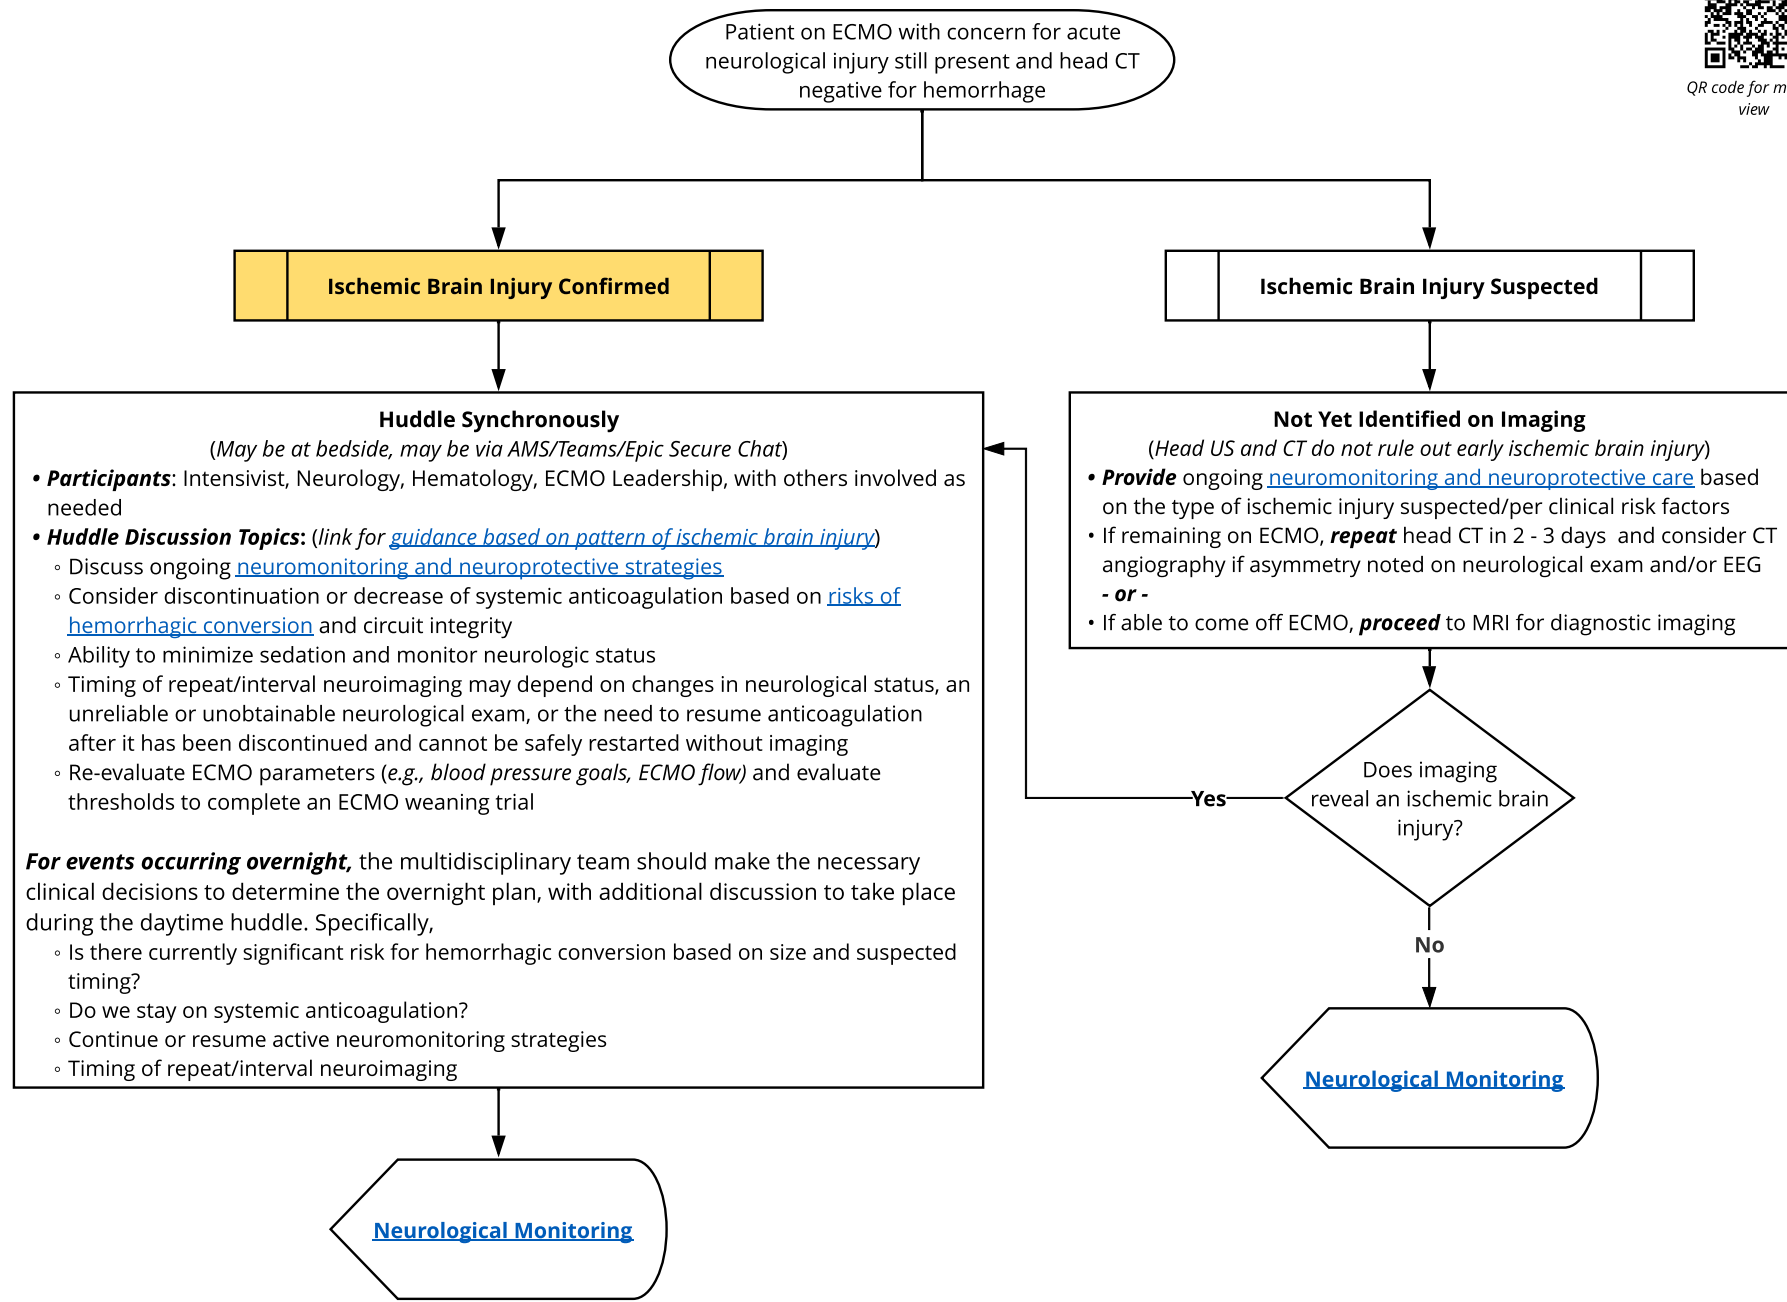 Patient on ECMO with concern for acute
neurological injury still present and head CT
negative for hemorrhage
QR code for m
view
Ischemic Brain Injury Confirmed
Ischemic Brain Injury Suspected
Huddle Synchronously
(May be at bedside, may be via AMS/Teams/Epic Secure Chat)
• Participants: Intensivist, Neurology, Hematology, ECMO Leadership, with others involved as
needed
• Huddle Discussion Topics: (link for guidance based on pattern of ischemic brain injury)
◦ Discuss ongoing neuromonitoring and neuroprotective strategies
◦ Consider discontinuation or decrease of systemic anticoagulation based on risks of
hemorrhagic conversion and circuit integrity
◦ Ability to minimize sedation and monitor neurologic status
◦ Timing of repeat/interval neuroimaging may depend on changes in neurological status, an
unreliable or unobtainable neurological exam, or the need to resume anticoagulation
after it has been discontinued and cannot be safely restarted without imaging
◦ Re-evaluate ECMO parameters (e.g., blood pressure goals, ECMO flow) and evaluate
thresholds to complete an ECMO weaning trial
For events occurring overnight, the multidisciplinary team should make the necessary
clinical decisions to determine the overnight plan, with additional discussion to take place
during the daytime huddle. Specifically,
◦ Is there currently significant risk for hemorrhagic conversion based on size and suspected
timing?
◦ Do we stay on systemic anticoagulation?
◦ Continue or resume active neuromonitoring strategies
◦ Timing of repeat/interval neuroimaging
Neurological Monitoring
Not Yet Identified on Imaging
(Head US and CT do not rule out early ischemic brain injury)
• Provide ongoing neuromonitoring and neuroprotective care based
on the type of ischemic injury suspected/per clinical risk factors
• If remaining on ECMO, repeat head CT in 2 - 3 days and consider CT
angiography if asymmetry noted on neurological exam and/or EEG
- or -
• If able to come off ECMO, proceed to MRI for diagnostic imaging
Does imaging
reveal an ischemic brain
injury?
Yes
No
Neurological Monitoring